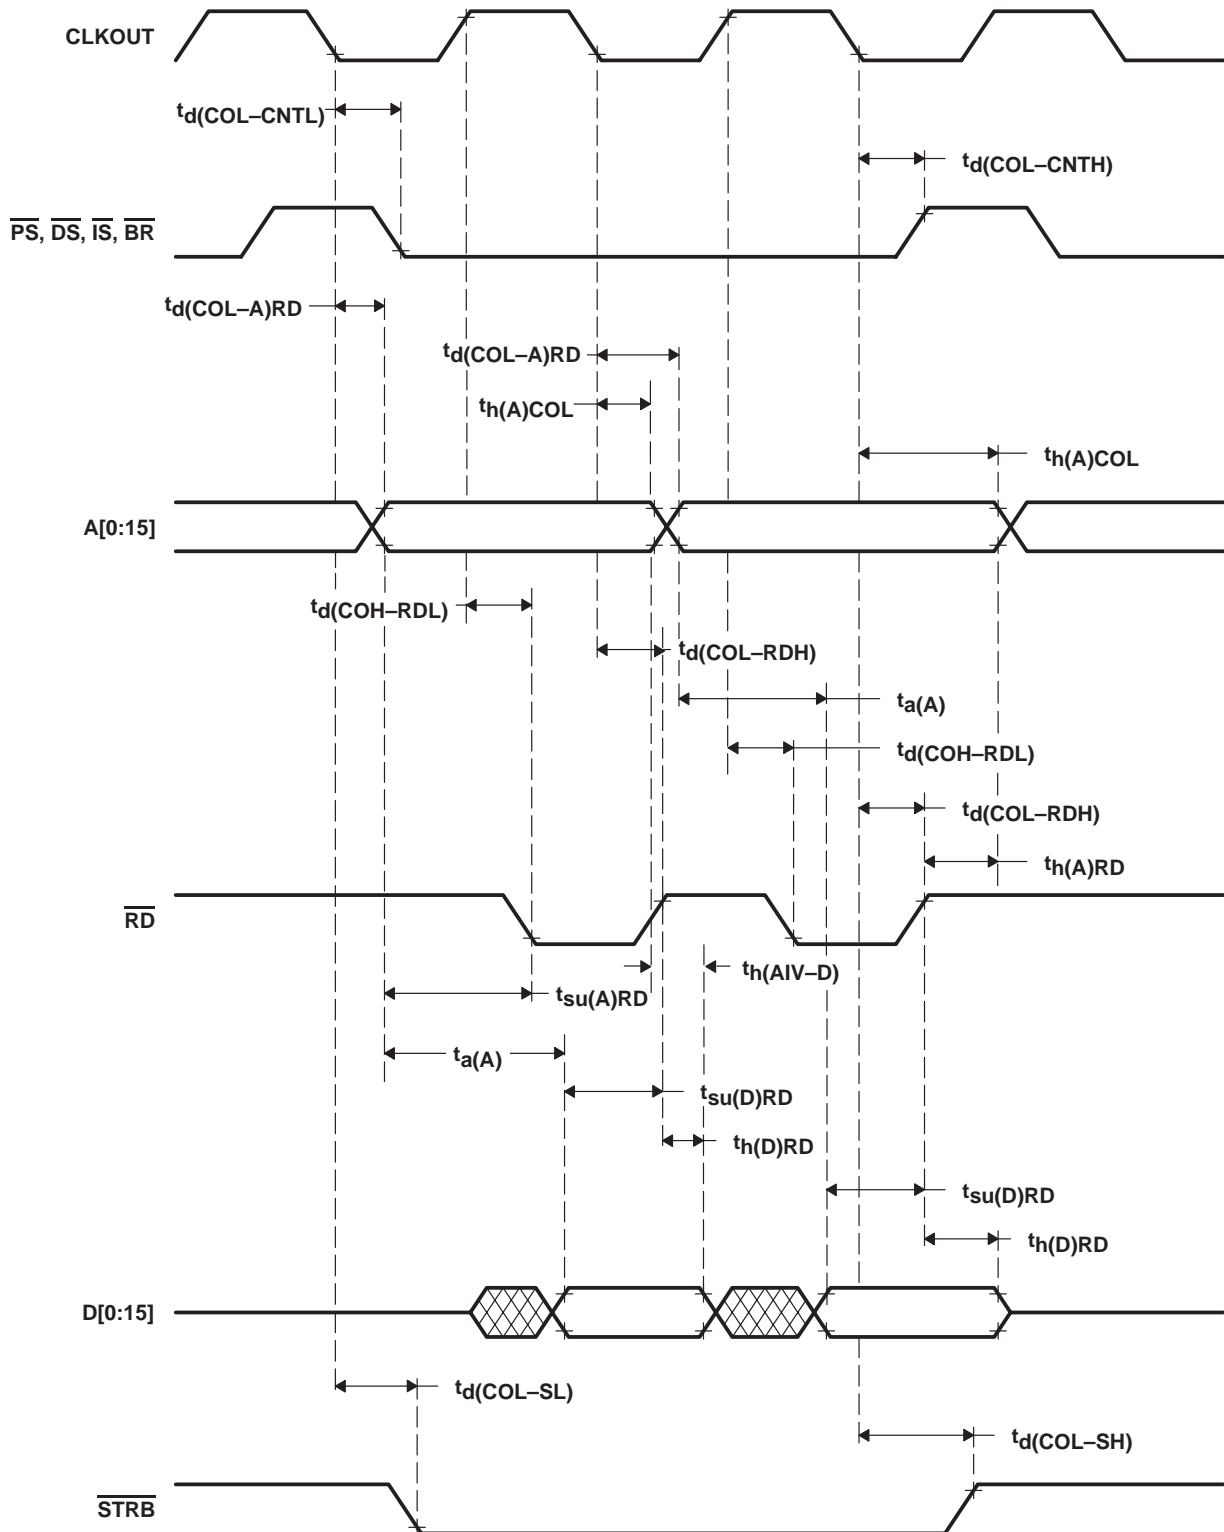 CLKOUT
td(COL–CNTL)
td(COL–CNTH)
PS, DS, IS, BR
td(COL–A)RD
td(COL–A)RD
th(A)COL
th(A)COL
A[0:15]
td(COH–RDL)
td(COL–RDH)
ta(A)
td(COH–RDL)
td(COL–RDH)
th(A)RD
RD
th(AIV–D)
tsu(A)RD
ta(A)
tsu(D)RD
th(D)RD
tsu(D)RD
th(D)RD
D[0:15]
td(COL–SL)
td(COL–SH)
STRB